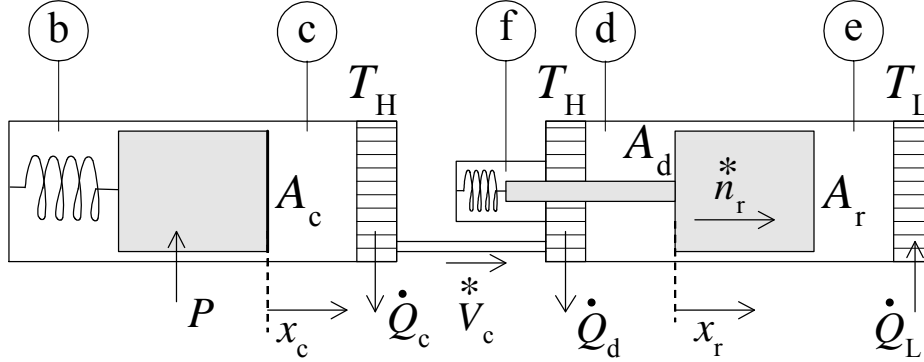 b c f d e
T_H T_H T_L
A_c A_d n*_r A_r
P x_c Q̇_c V*_c Q̇_d x_r Q̇_L